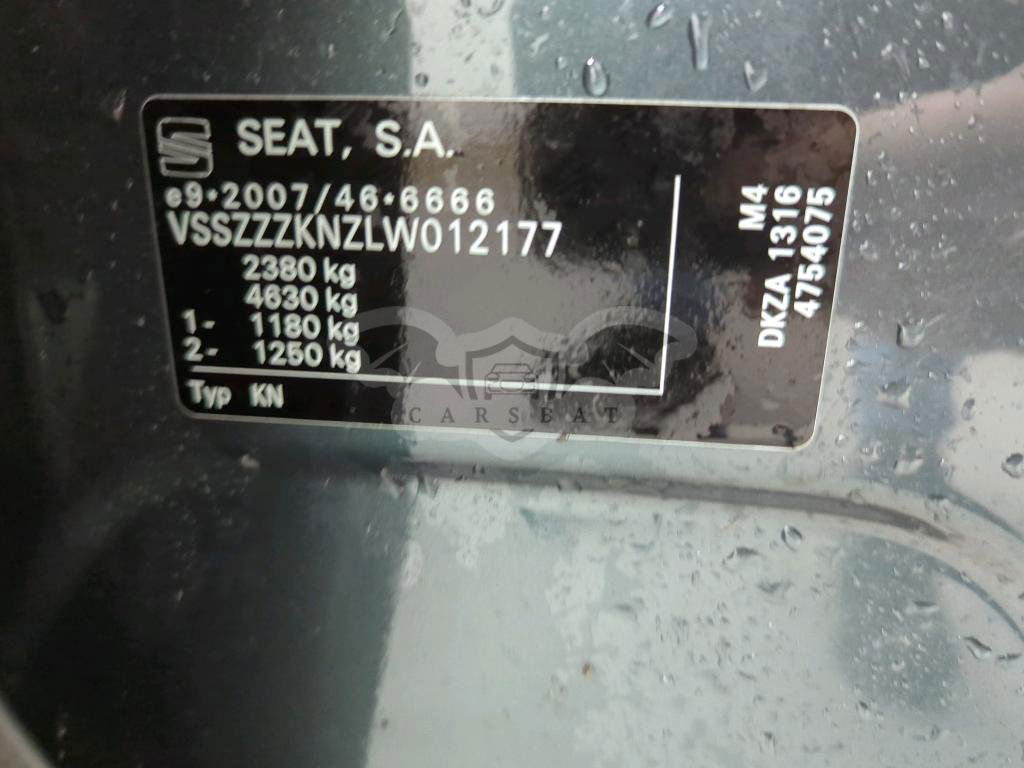 SEAT, S.A.
e9*2007/46*6666
VSSZZZKNZLW012177
2380 kg
4630 kg
1- 1180 kg
2- 1250 kg
Typ KN
M4
DKZA 1316
4754075
CARSEAT